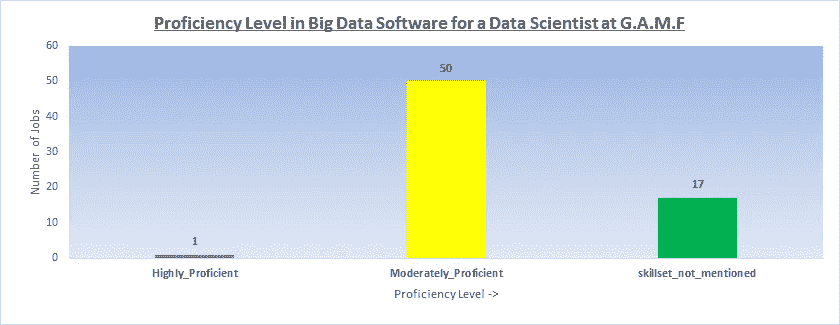 Proficiency Level in Big Data Software for a Data Scientist at G.A.M.F
60
50
40
30
20
10
0
Number of Jobs
1
50
17
Highly_Proficient
Moderately_Proficient
skillset_not_mentioned
Proficiency Level ->